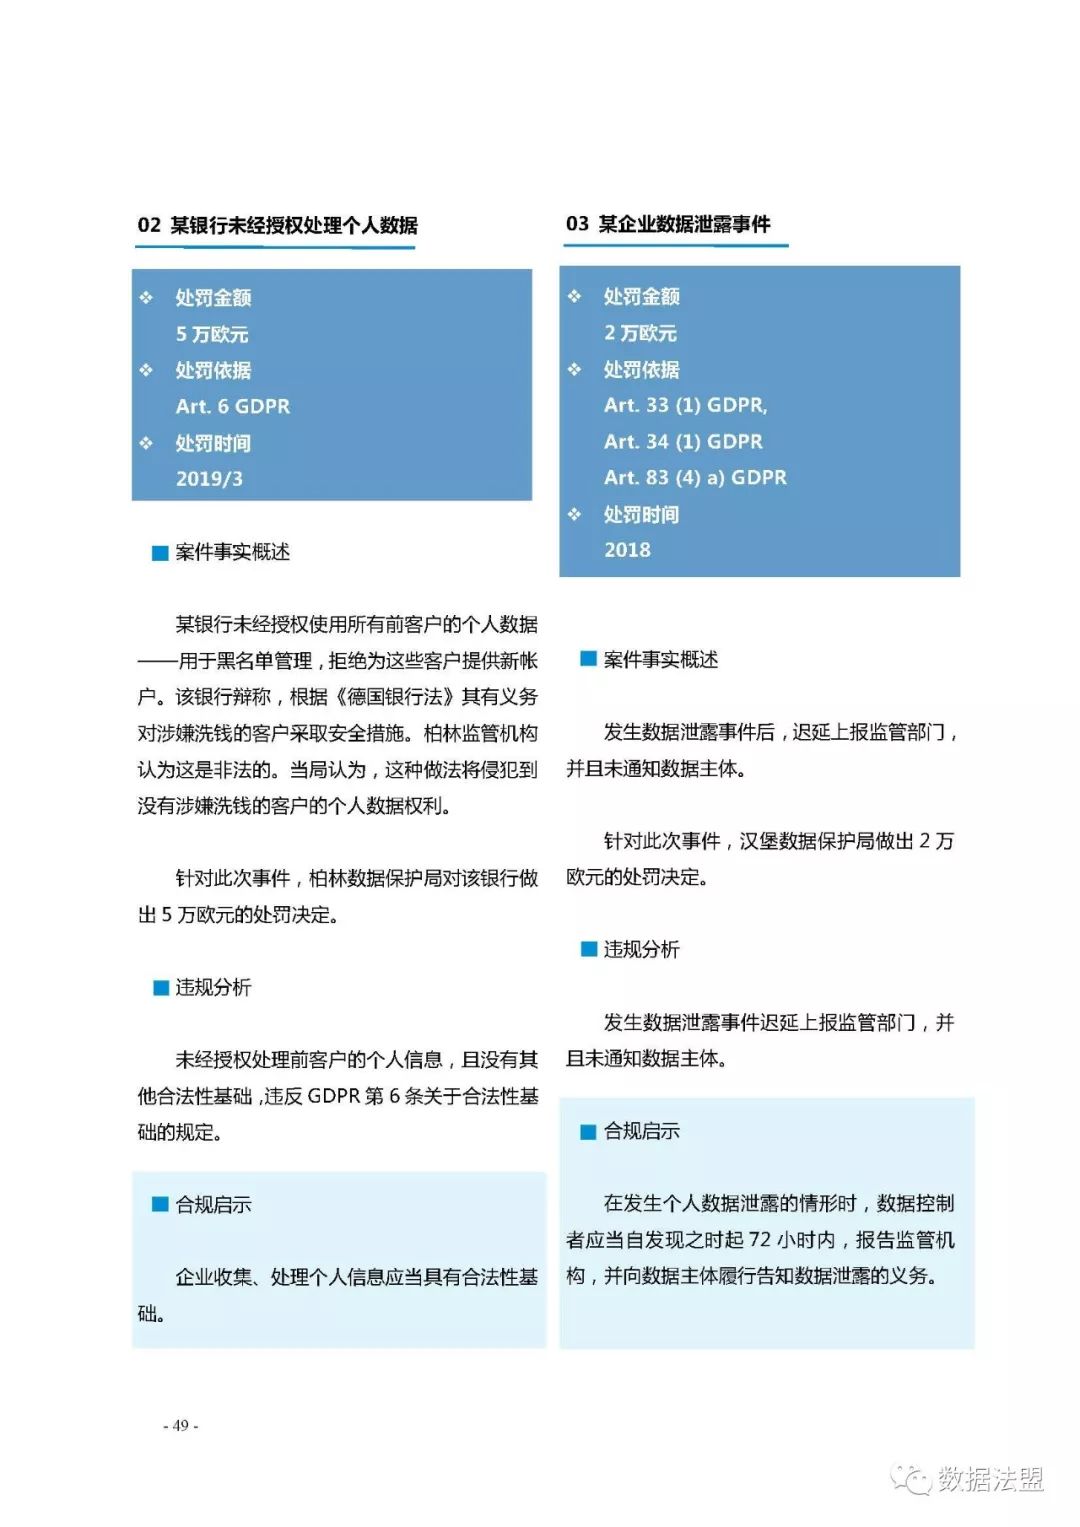 02 某银行未经授权处理个人数据
❖ 处罚金额
5 万欧元
❖ 处罚依据
Art. 6 GDPR
❖ 处罚时间
2019/3
■ 案件事实概述
某银行未经授权使用所有前客户的个人数据
——用于黑名单管理，拒绝为这些客户提供新帐
户。该银行辩称，根据《德国银行法》其有义务
对涉嫌洗钱的客户采取安全措施。柏林监管机构
认为这是非法的。当局认为，这种做法将侵犯到
没有涉嫌洗钱的客户的个人数据权利。
针对此次事件，柏林数据保护局对该银行做
出 5 万欧元的处罚决定。
■ 违规分析
未经授权处理前客户的个人信息，且没有其
他合法性基础，违反 GDPR 第 6 条关于合法性基
础的规定。
■ 合规启示
企业收集、处理个人信息应当具有合法性基
础。
03 某企业数据泄露事件
❖ 处罚金额
2 万欧元
❖ 处罚依据
Art. 33 (1) GDPR,
Art. 34 (1) GDPR
Art. 83 (4) a) GDPR
❖ 处罚时间
2018
■ 案件事实概述
发生数据泄露事件后，迟延上报监管部门，
并且未通知数据主体。
针对此次事件，汉堡数据保护局做出 2 万
欧元的处罚决定。
■ 违规分析
发生数据泄露事件迟延上报监管部门，并
且未通知数据主体。
■ 合规启示
在发生个人数据泄露的情形时，数据控制
者应当自发现之时起 72 小时内，报告监管机
构，并向数据主体履行告知数据泄露的义务。
- 49 -
数据法盟